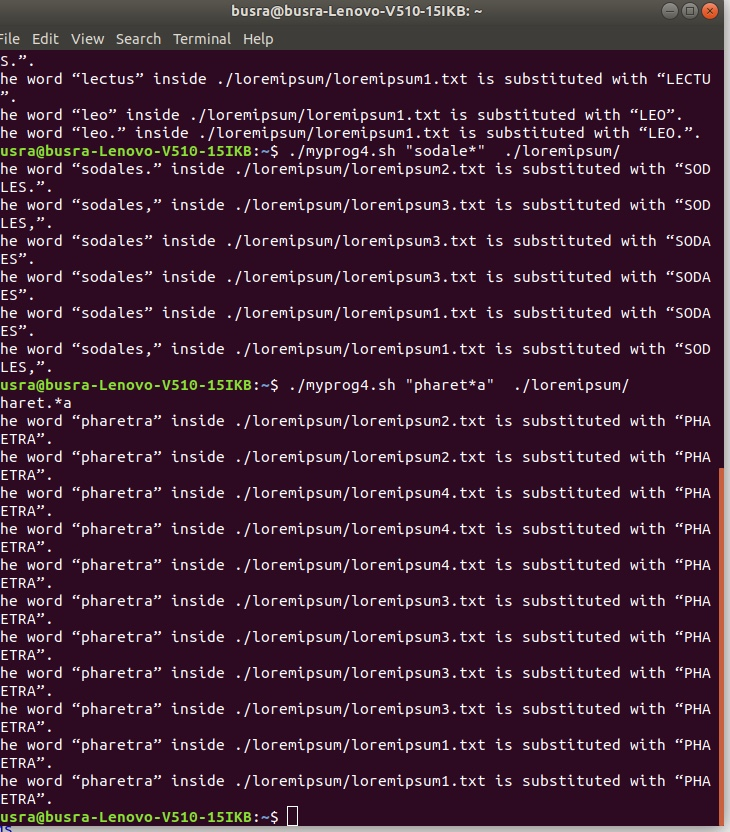 busra@busra-Lenovo-V510-15IKB: ~
File Edit View Search Terminal Help
S.”.
he word “lectus” inside ./loremipsum/loremipsum1.txt is substituted with “LECTU
”.
he word “leo” inside ./loremipsum/loremipsum1.txt is substituted with “LEO”.
he word “leo.” inside ./loremipsum/loremipsum1.txt is substituted with “LEO.”.
usra@busra-Lenovo-V510-15IKB:~$ ./myprog4.sh "sodale*"  ./loremipsum/
he word “sodales.” inside ./loremipsum/loremipsum2.txt is substituted with “SOD
LES.”.
he word “sodales,” inside ./loremipsum/loremipsum3.txt is substituted with “SOD
LES,”.
he word “sodales” inside ./loremipsum/loremipsum3.txt is substituted with “SODA
ES”.
he word “sodales” inside ./loremipsum/loremipsum3.txt is substituted with “SODA
ES”.
he word “sodales” inside ./loremipsum/loremipsum1.txt is substituted with “SODA
ES”.
he word “sodales,” inside ./loremipsum/loremipsum1.txt is substituted with “SOD
LES,”.
usra@busra-Lenovo-V510-15IKB:~$ ./myprog4.sh "pharet*a"  ./loremipsum/
haret.*a
he word “pharetra” inside ./loremipsum/loremipsum2.txt is substituted with “PHA
ETRA”.
he word “pharetra” inside ./loremipsum/loremipsum2.txt is substituted with “PHA
ETRA”.
he word “pharetra” inside ./loremipsum/loremipsum4.txt is substituted with “PHA
ETRA”.
he word “pharetra” inside ./loremipsum/loremipsum4.txt is substituted with “PHA
ETRA”.
he word “pharetra” inside ./loremipsum/loremipsum4.txt is substituted with “PHA
ETRA”.
he word “pharetra” inside ./loremipsum/loremipsum3.txt is substituted with “PHA
ETRA”.
he word “pharetra” inside ./loremipsum/loremipsum3.txt is substituted with “PHA
ETRA”.
he word “pharetra” inside ./loremipsum/loremipsum3.txt is substituted with “PHA
ETRA”.
he word “pharetra” inside ./loremipsum/loremipsum3.txt is substituted with “PHA
ETRA”.
he word “pharetra” inside ./loremipsum/loremipsum1.txt is substituted with “PHA
ETRA”.
he word “pharetra” inside ./loremipsum/loremipsum1.txt is substituted with “PHA
ETRA”.
usra@busra-Lenovo-V510-15IKB:~$